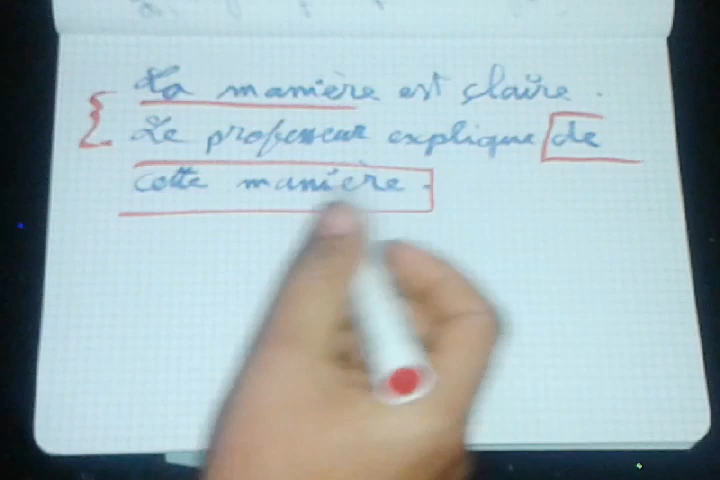 La manière est claire.
Le professeur explique de
cette manière.